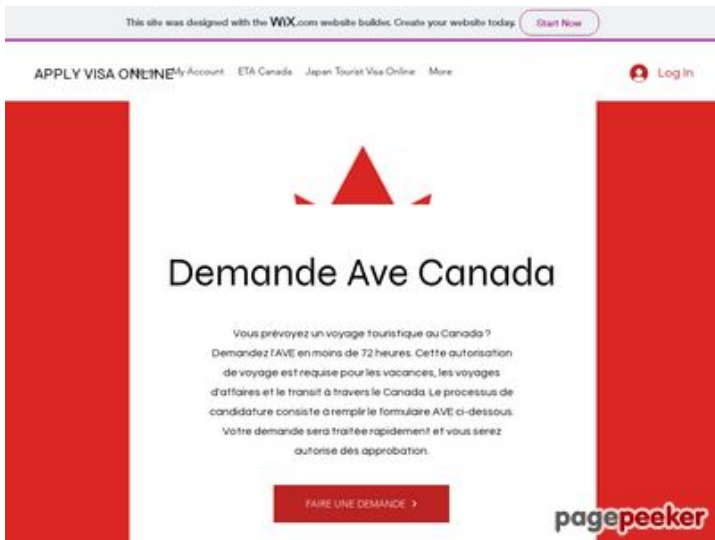 This site was designed with the WiX.com website builder. Create your website today. Start Now
APPLY VISA ONLINE My Account ETA Canada Japan Tourist Visa Online More Log In
Demande Ave Canada
Vous prévoyez un voyage touristique au Canada ?
Demandez l'AVE en moins de 72 heures. Cette autorisation
de voyage est requise pour les vacances, les voyages
d'affaires et le transit à travers le Canada. Le processus de
candidature consiste à remplir le formulaire AVE ci-dessous.
Votre demande sera traitée rapidement et vous serez
autorisé dès approbation.
FAIRE UNE DEMANDE >
pagepeeker